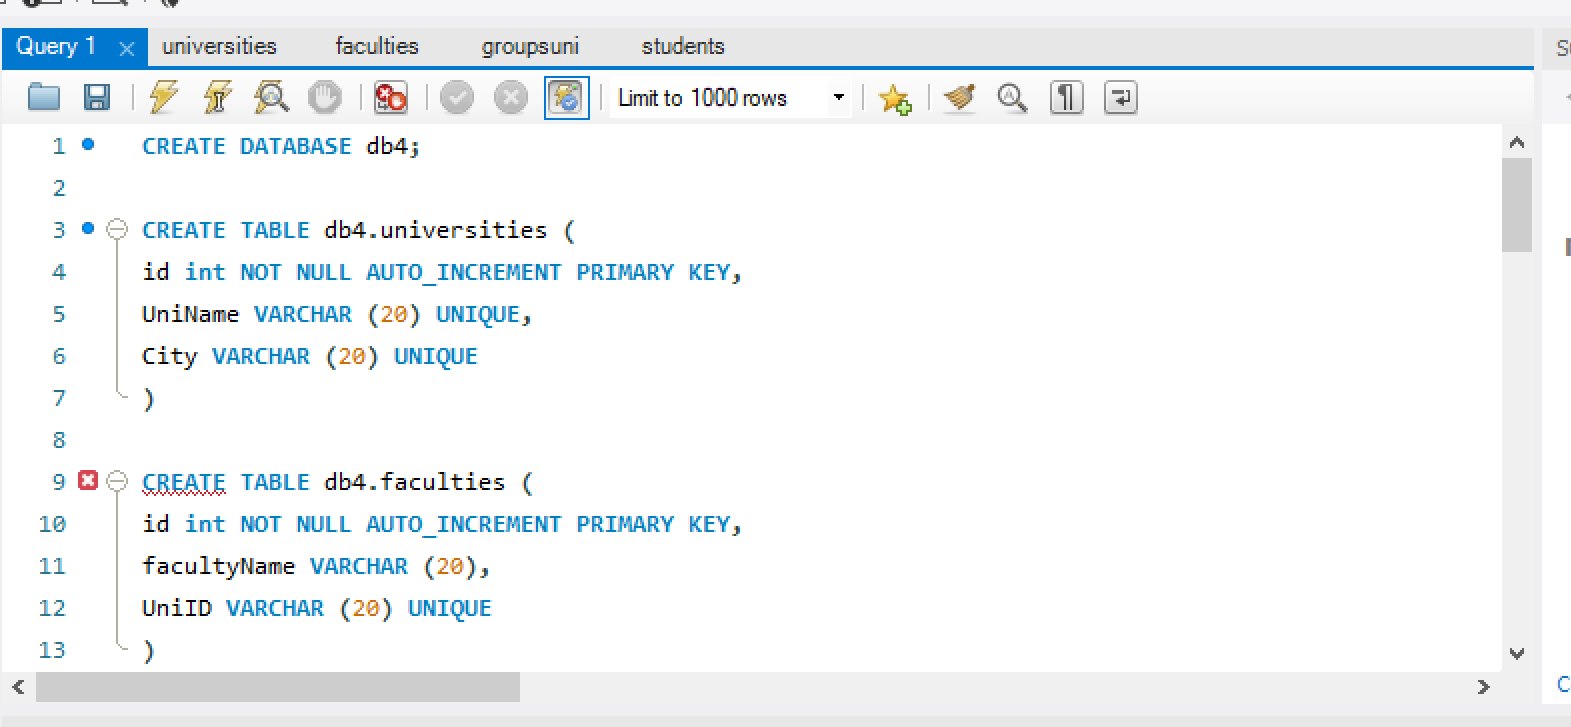 Query 1 universities faculties groupsuni students
Limit to 1000 rows
1 CREATE DATABASE db4;
2
3 CREATE TABLE db4.universities (
4 id int NOT NULL AUTO_INCREMENT PRIMARY KEY,
5 UniName VARCHAR (20) UNIQUE,
6 City VARCHAR (20) UNIQUE
7 )
8
9 CREATE TABLE db4.faculties (
10 id int NOT NULL AUTO_INCREMENT PRIMARY KEY,
11 facultyName VARCHAR (20),
12 UniID VARCHAR (20) UNIQUE
13 )